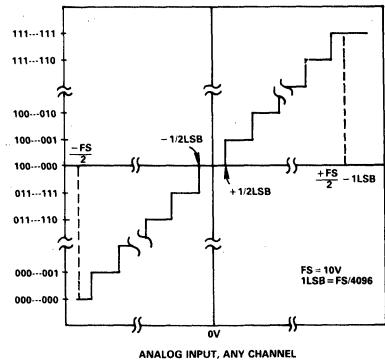 111---111
111---110
100---010
100---001
100---000
011---111
011---110
000---001
000---000
-FS
2
-1/2LSB
+1/2LSB
+FS
2
-1LSB
FS = 10V
1LSB = FS/4096
0V
ANALOG INPUT, ANY CHANNEL